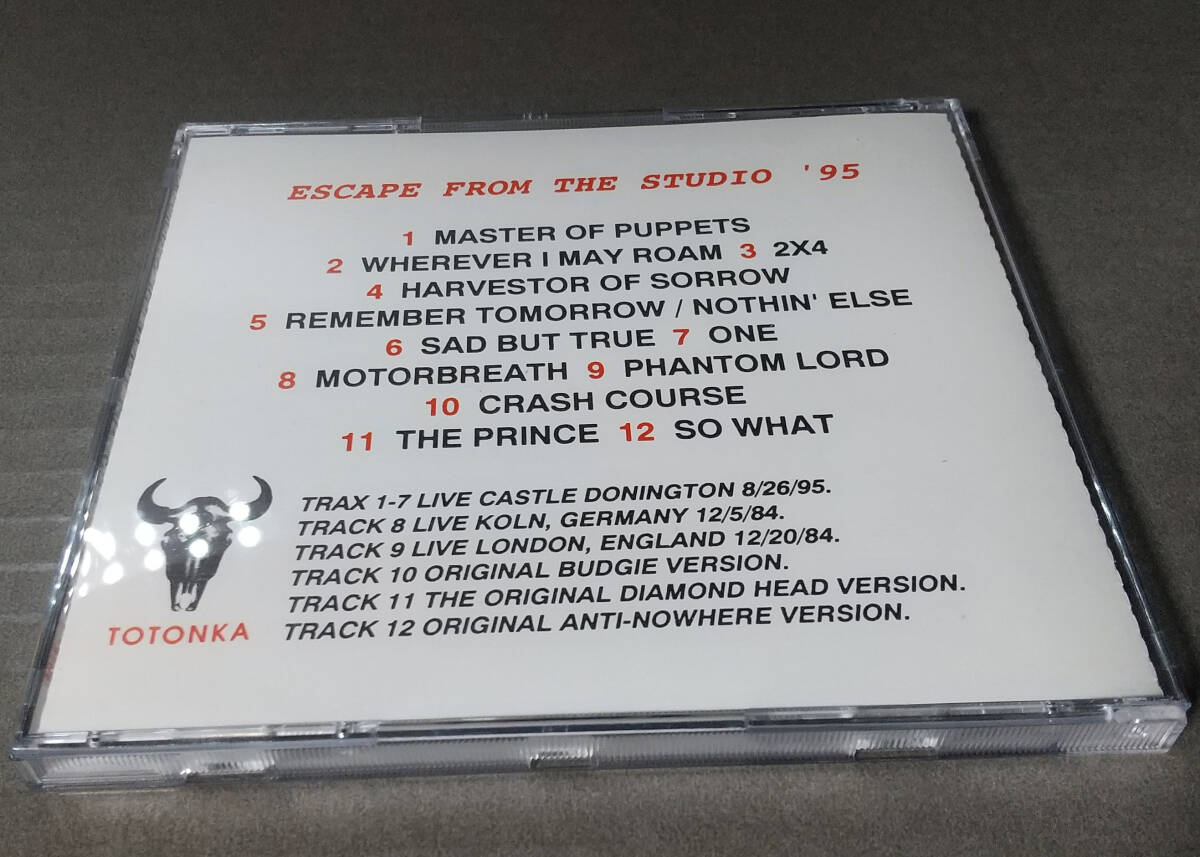 ESCAPE FROM THE STUDIO '95
1 MASTER OF PUPPETS
2 WHEREVER I MAY ROAM 3 2X4
4 HARVESTOR OF SORROW
5 REMEMBER TOMORROW / NOTHIN' ELSE
6 SAD BUT TRUE 7 ONE
8 MOTORBREATH 9 PHANTOM LORD
10 CRASH COURSE
11 THE PRINCE 12 SO WHAT
TRAX 1-7 LIVE CASTLE DONINGTON 8/26/95.
TRACK 8 LIVE KOLN, GERMANY 12/5/84.
TRACK 9 LIVE LONDON, ENGLAND 12/20/84.
TRACK 10 ORIGINAL BUDGIE VERSION.
TRACK 11 THE ORIGINAL DIAMOND HEAD VERSION.
TRACK 12 ORIGINAL ANTI-NOWHERE VERSION.
TOTONKA